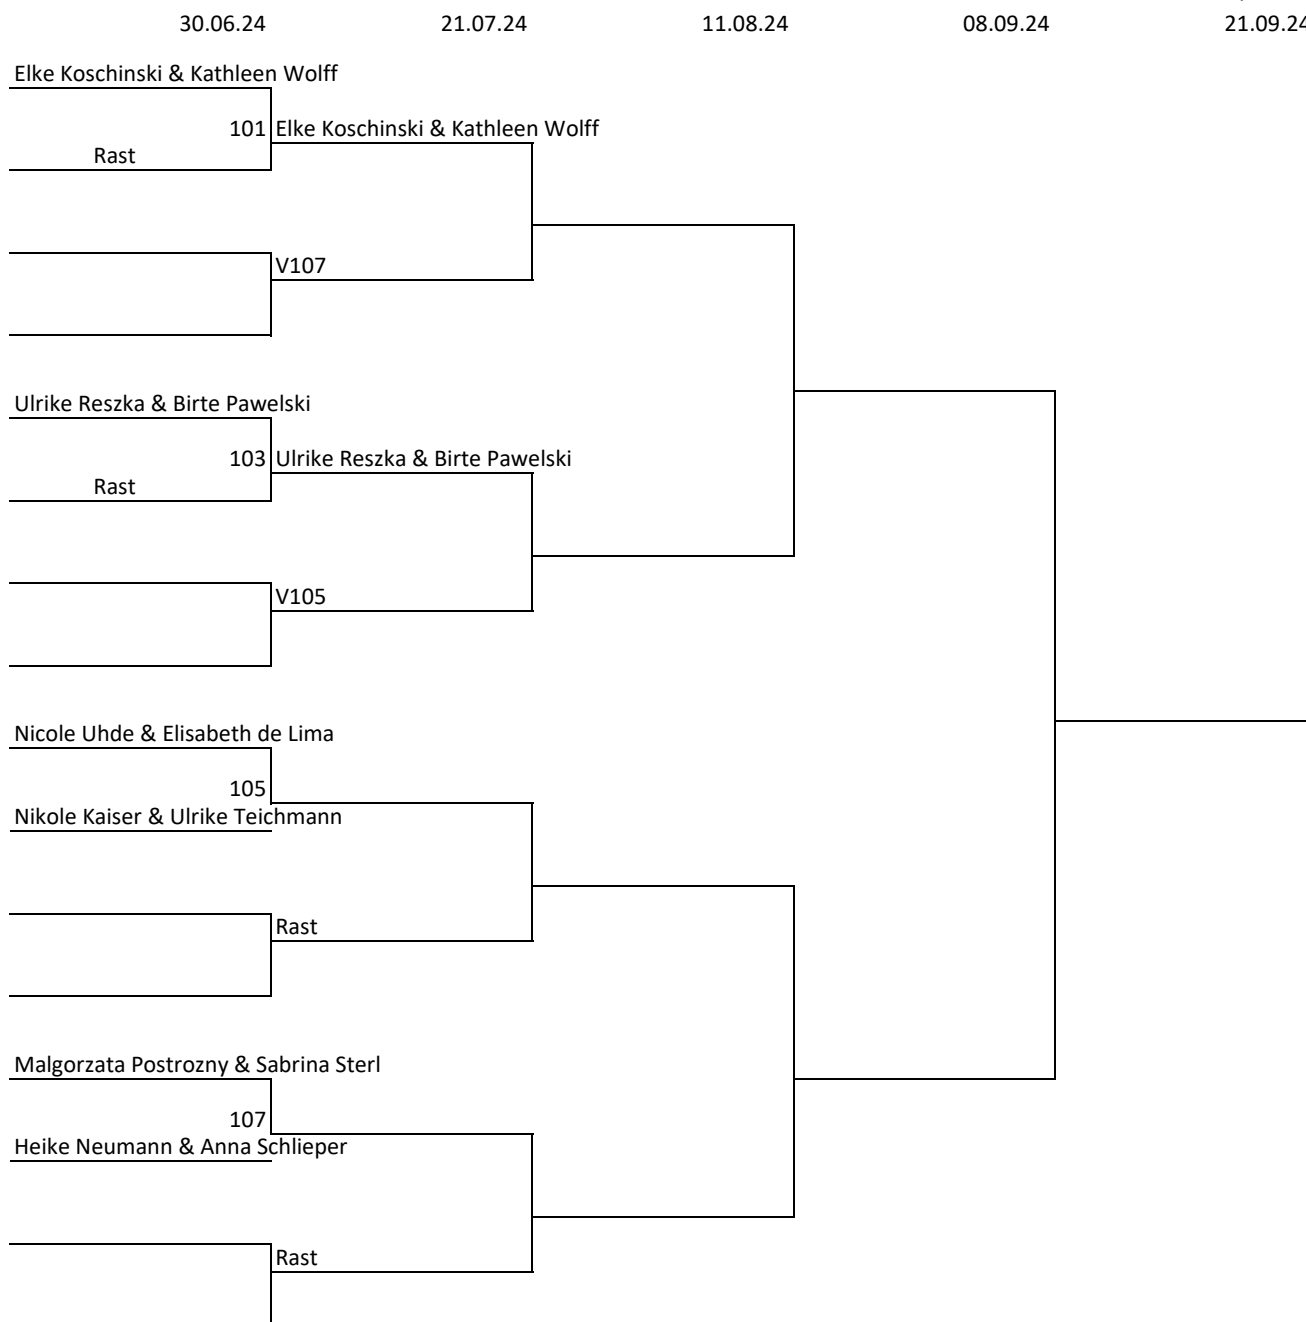 30.06.24 21.07.24 11.08.24 08.09.24 21.09.24
Elke Koschinski & Kathleen Wolff
101 Elke Koschinski & Kathleen Wolff
Rast
V107
Ulrike Reszka & Birte Pawelski
103 Ulrike Reszka & Birte Pawelski
Rast
V105
Nicole Uhde & Elisabeth de Lima
105
Nikole Kaiser & Ulrike Teichmann
Rast
Malgorzata Postrozny & Sabrina Sterl
107
Heike Neumann & Anna Schlieper
Rast